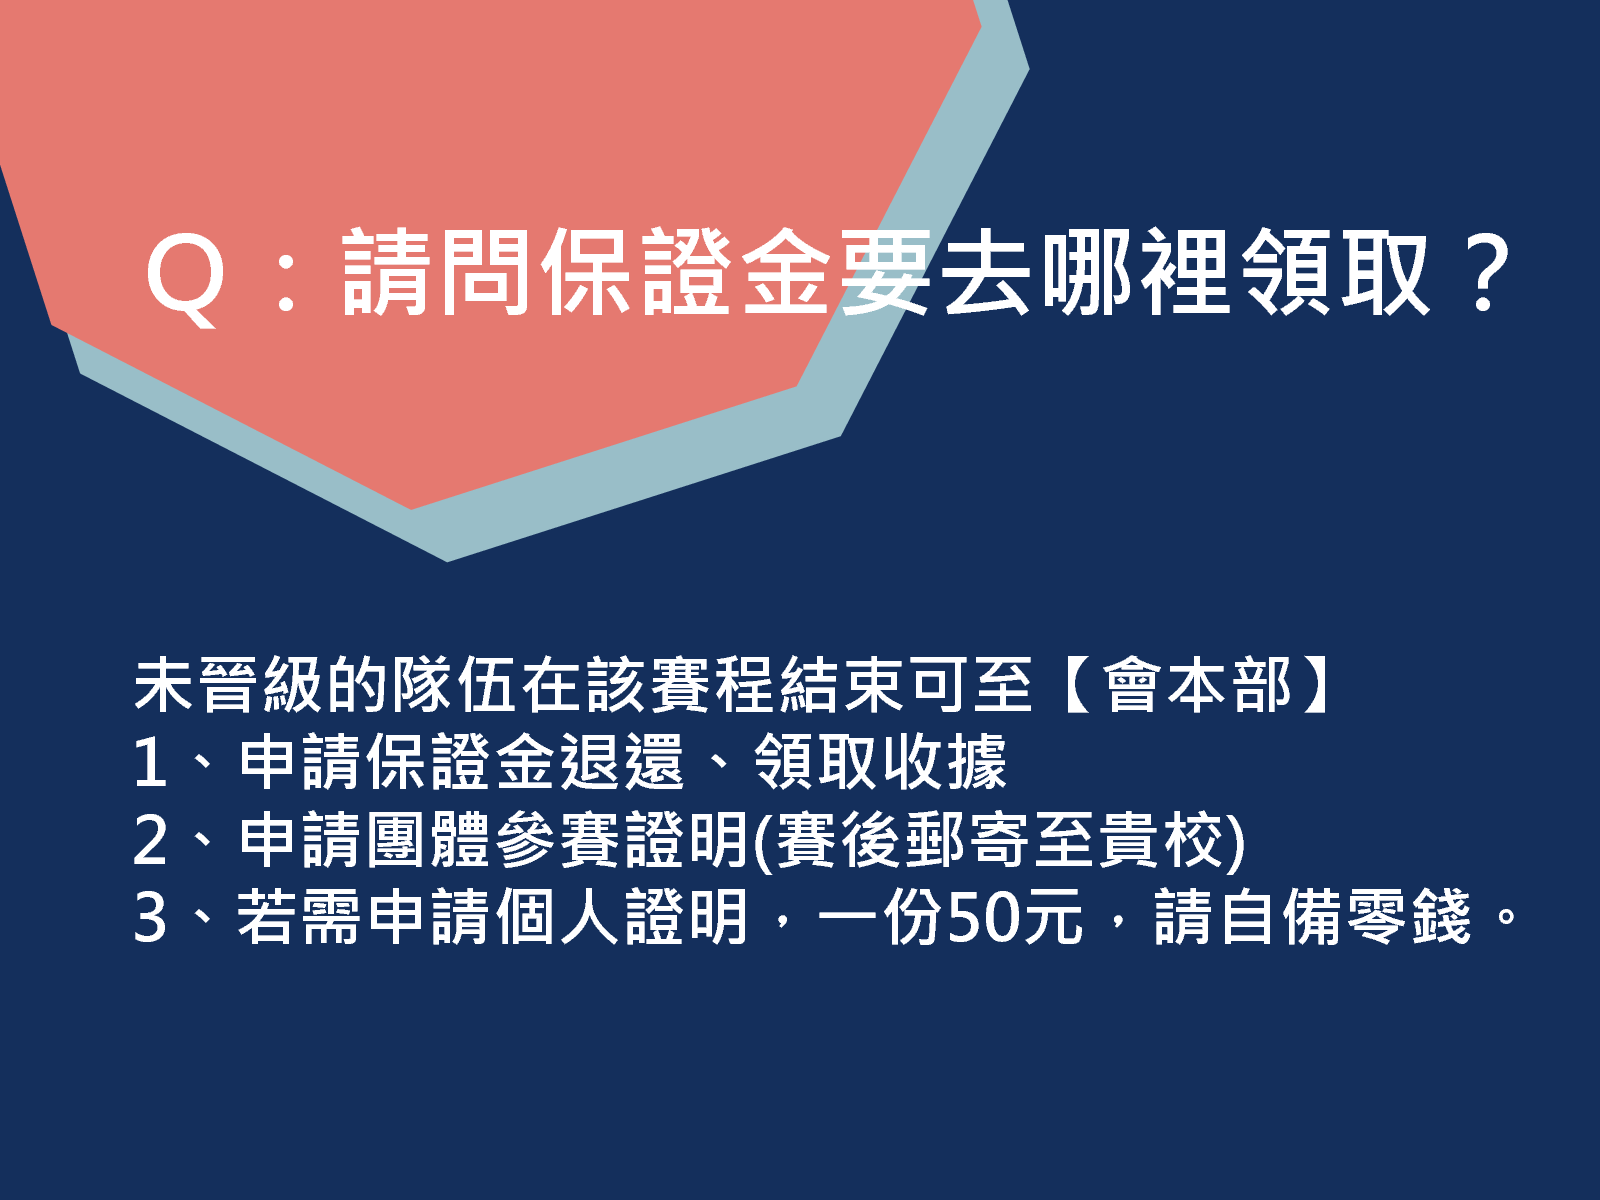 Q：請問保證金要去哪裡領取？
未晉級的隊伍在該賽程結束可至【會本部】
1、申請保證金退還、領取收據
2、申請團體參賽證明(賽後郵寄至貴校)
3、若需申請個人證明，一份50元，請自備零錢。